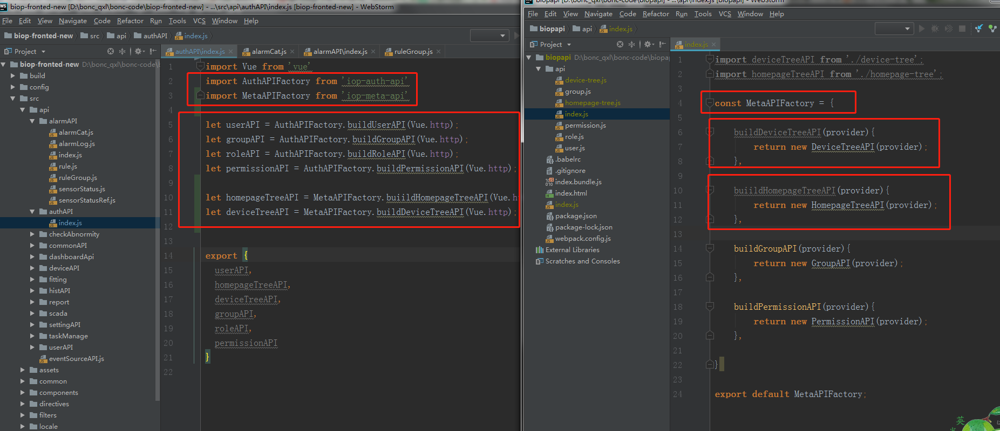 biop-fronted-new [D:\bonc_qxl\bonc-code\biop-fronted-new] - ...\src\api\authAPI\index.js [biop-fronted-new] - WebStorm
File Edit View Navigate Code Refactor Run Tools VCS Window Help
biop-fronted-new src api authAPI index.js
Project
biop-fronted-new D:\bonc_qxl\bonc-code\b
build
config
src
api
alarmAPI
alarmCat.js
alarmLog.js
index.js
rule.js
ruleGroup.js
sensorStatus.js
sensorStatusRef.js
authAPI
index.js
checkAbnormity
commonAPI
dashboardApi
deviceAPI
fitting
histAPI
report
scada
settingAPI
taskManage
userAPI
eventSourceAPI.js
assets
common
components
directives
filters
locale
authAPI\index.js alarmCat.js alarmAPI\index.js ruleGroup.js
1 import Vue from 'vue'
2 import AuthAPIFactory from 'iop-auth-api'
3 import MetaAPIFactory from 'iop-meta-api'
4
5 let userAPI = AuthAPIFactory.buildUserAPI(Vue.http);
6 let groupAPI = AuthAPIFactory.buildGroupAPI(Vue.http);
7 let roleAPI = AuthAPIFactory.buildRoleAPI(Vue.http);
8 let permissionAPI = AuthAPIFactory.buildPermissionAPI(Vue.http);
9
10 let homepageTreeAPI = MetaAPIFactory.buiildHomepageTreeAPI(Vue.h
11 let deviceTreeAPI = MetaAPIFactory.buildDeviceTreeAPI(Vue.http);
12
13
14 export {
15 userAPI,
16 homepageTreeAPI,
17 deviceTreeAPI,
18 groupAPI,
19 roleAPI,
20 permissionAPI
21 }
22
biopapi [D:\bonc_qxl\bonc-code\biopapi] - ...\api\index.js [biopapi] - WebStorm
File Edit View Navigate Code Refactor Run Tools VCS Window Help
biopapi api index.js
Project
biopapi D:\bonc_qxl\bonc-code\biopa
api
device-tree.js
group.js
homepage-tree.js
index.js
permission.js
role.js
user.js
.babelrc
.gitignore
index.bundle.js
index.html
index.js
package.json
package-lock.json
webpack.config.js
External Libraries
Scratches and Consoles
index.js
1 import deviceTreeAPI from './device-tree';
2 import homepageTreeAPI from './homepage-tree';
3
4 const MetaAPIFactory = {
5
6 buildDeviceTreeAPI(provider){
7 return new DeviceTreeAPI(provider);
8 },
9
10 buiildHomepageTreeAPI(provider){
11 return new HomepageTreeAPI(provider);
12 },
13
14 buildGroupAPI(provider){
15 return new GroupAPI(provider);
16 },
17
18 buildPermissionAPI(provider){
19 return new PermissionAPI(provider);
20 },
21
22 }
23
24 export default MetaAPIFactory;
英